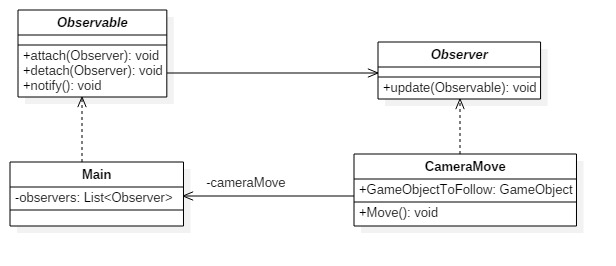 Observable
+attach(Observer): void
+detach(Observer): void
+notify(): void
Observer
+update(Observable): void
Main
-observers: List<Observer>
-cameraMove
CameraMove
+GameObjectToFollow: GameObject
+Move(): void